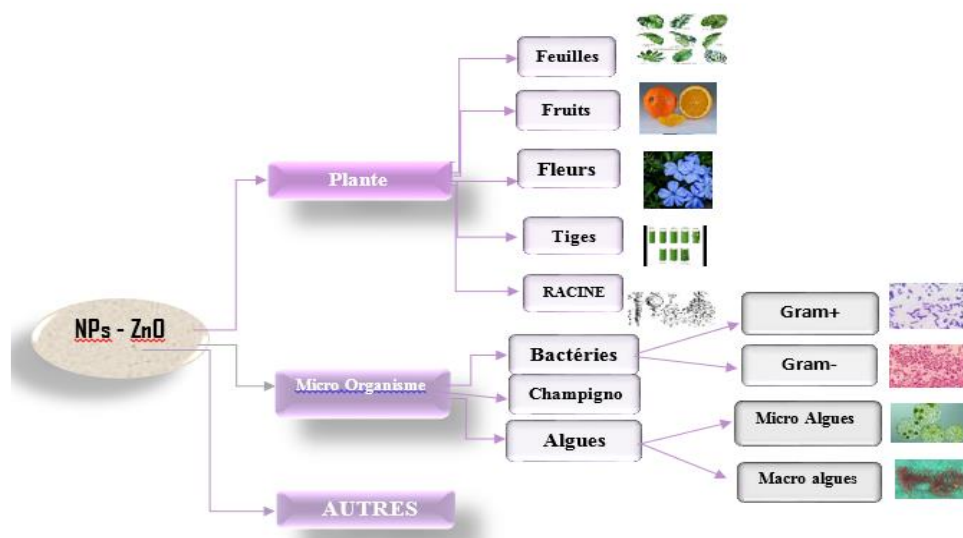 NPs - ZnO
Plante
Feuilles
Fruits
Fleurs
Tiges
RACINE
Micro Organisme
Bactéries
Gram+
Gram-
Champigno
Algues
Micro Algues
Macro algues
AUTRES